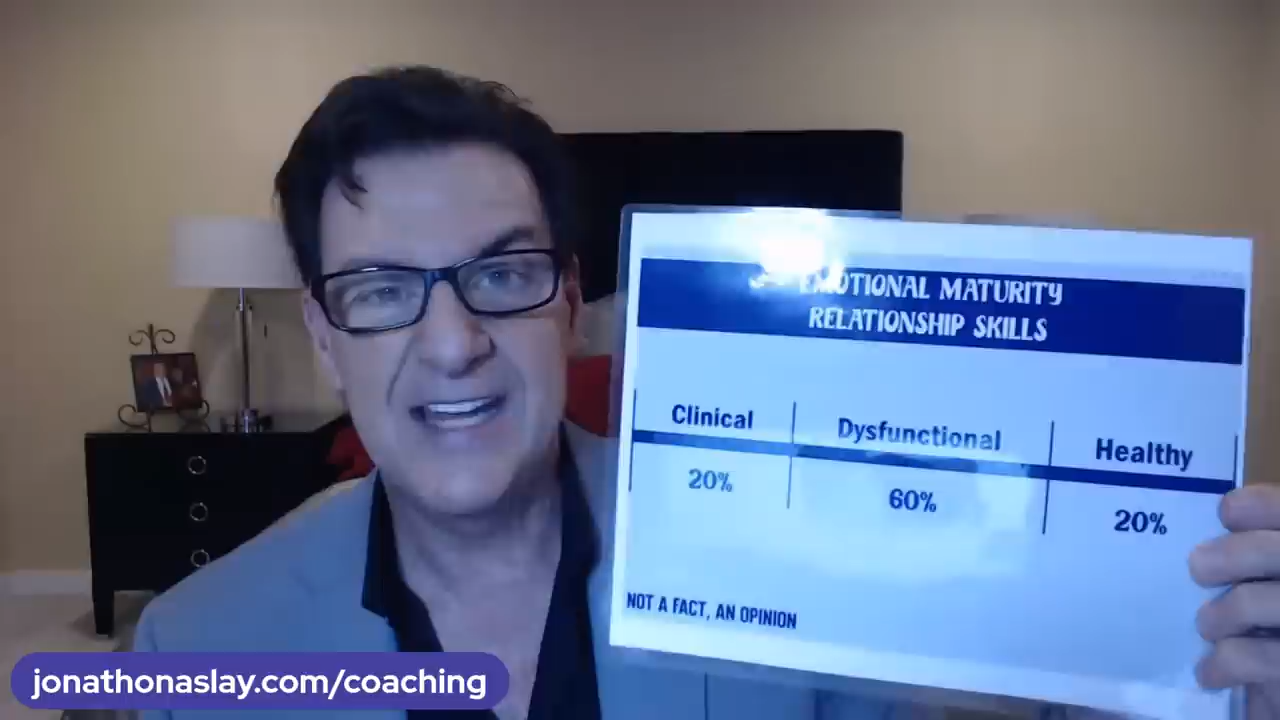 EMOTIONAL MATURITY
RELATIONSHIP SKILLS
Clinical
Dysfunctional
Healthy
20%
60%
20%
NOT A FACT, AN OPINION
jonathonaslay.com/coaching